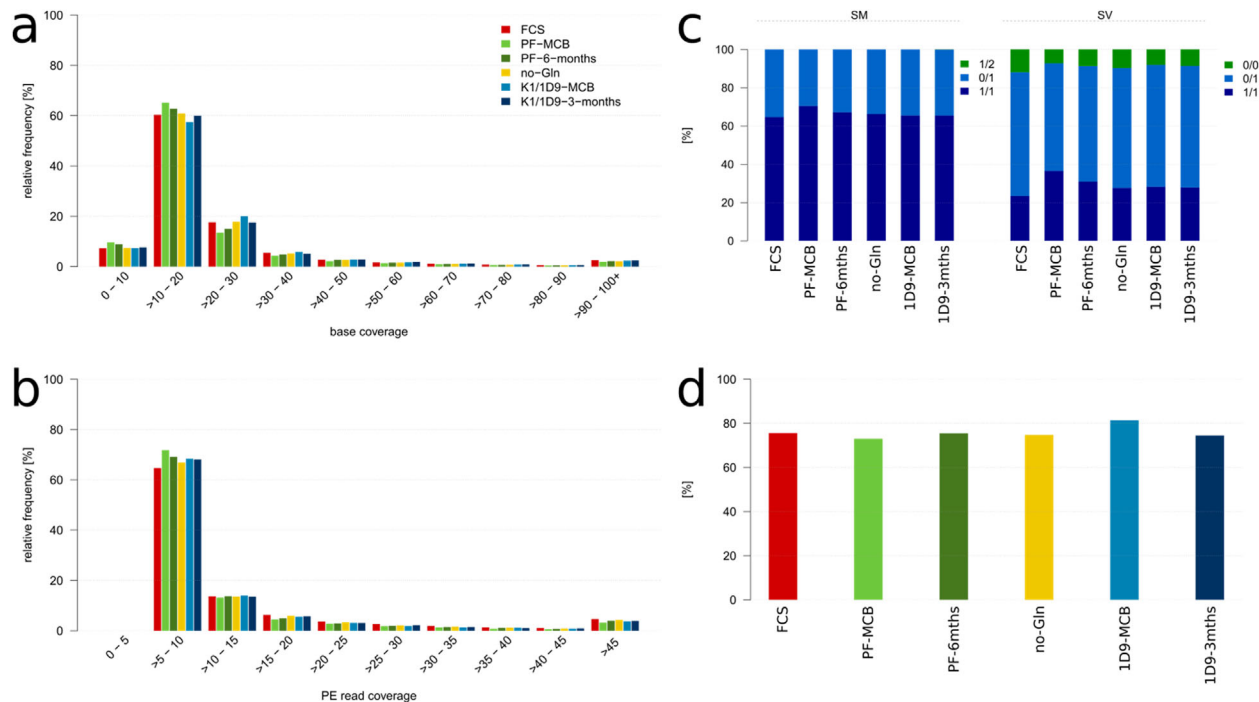 a
relative frequency [%]
100
80
60
40
20
0
FCS
PF-MCB
PF-6-months
no-Gln
K1/1D9-MCB
K1/1D9-3-months
0 – 10
>10 – 20
>20 – 30
>30 – 40
>40 – 50
>50 – 60
>60 – 70
>70 – 80
>80 – 90
>90 – 100+
base coverage
b
relative frequency [%]
100
80
60
40
20
0
0 – 5
>5 – 10
>10 – 15
>15 – 20
>20 – 25
>25 – 30
>30 – 35
>35 – 40
>40 – 45
>45
PE read coverage
c
SM
SV
[%]
100
80
60
40
20
0
1/2
0/1
1/1
FCS
PF-MCB
PF-6mths
no-Gln
1D9-MCB
1D9-3mths
FCS
PF-MCB
PF-6mths
no-Gln
1D9-MCB
1D9-3mths
0/0
0/1
1/1
d
[%]
100
80
60
40
20
0
FCS
PF-MCB
PF-6mths
no-Gln
1D9-MCB
1D9-3mths